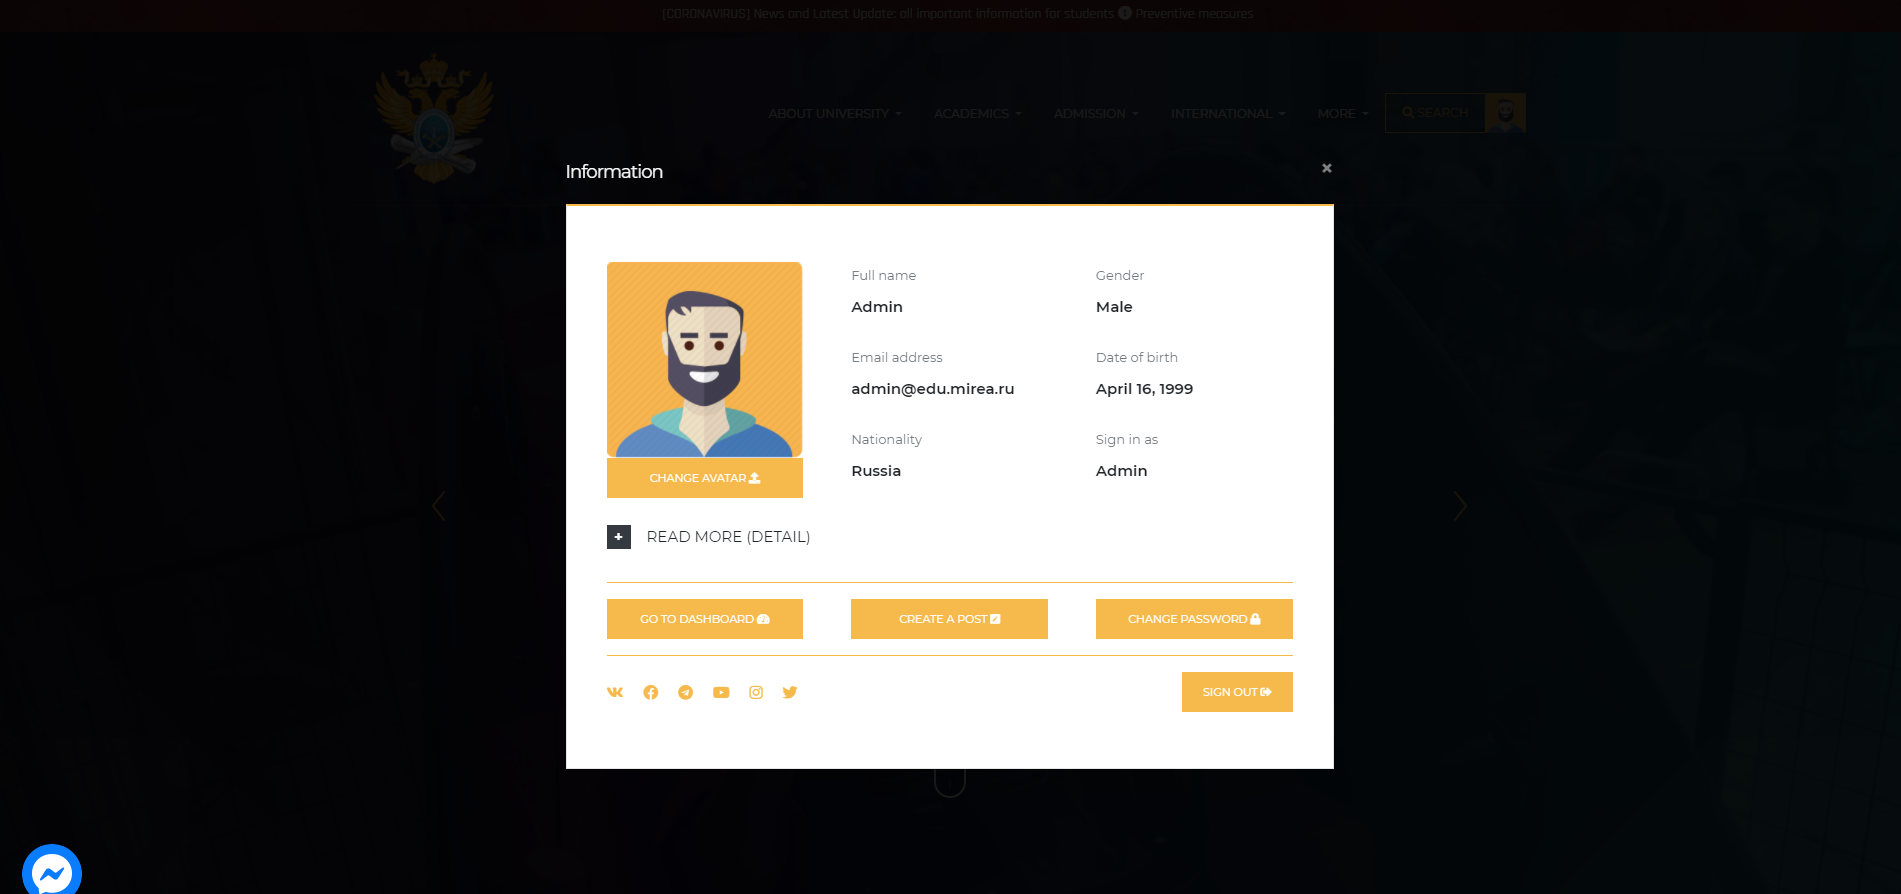 [CORONAVIRUS] News and Latest Update: all important information for students Preventive measures
ABOUT UNIVERSITY ACADEMICS ADMISSION INTERNATIONAL MORE SEARCH
Information
Full name
Gender
Admin
Male
Email address
Date of birth
admin@edu.mirea.ru
April 16, 1999
Nationality
Sign in as
Russia
Admin
CHANGE AVATAR
READ MORE (DETAIL)
GO TO DASHBOARD
CREATE A POST
CHANGE PASSWORD
SIGN OUT